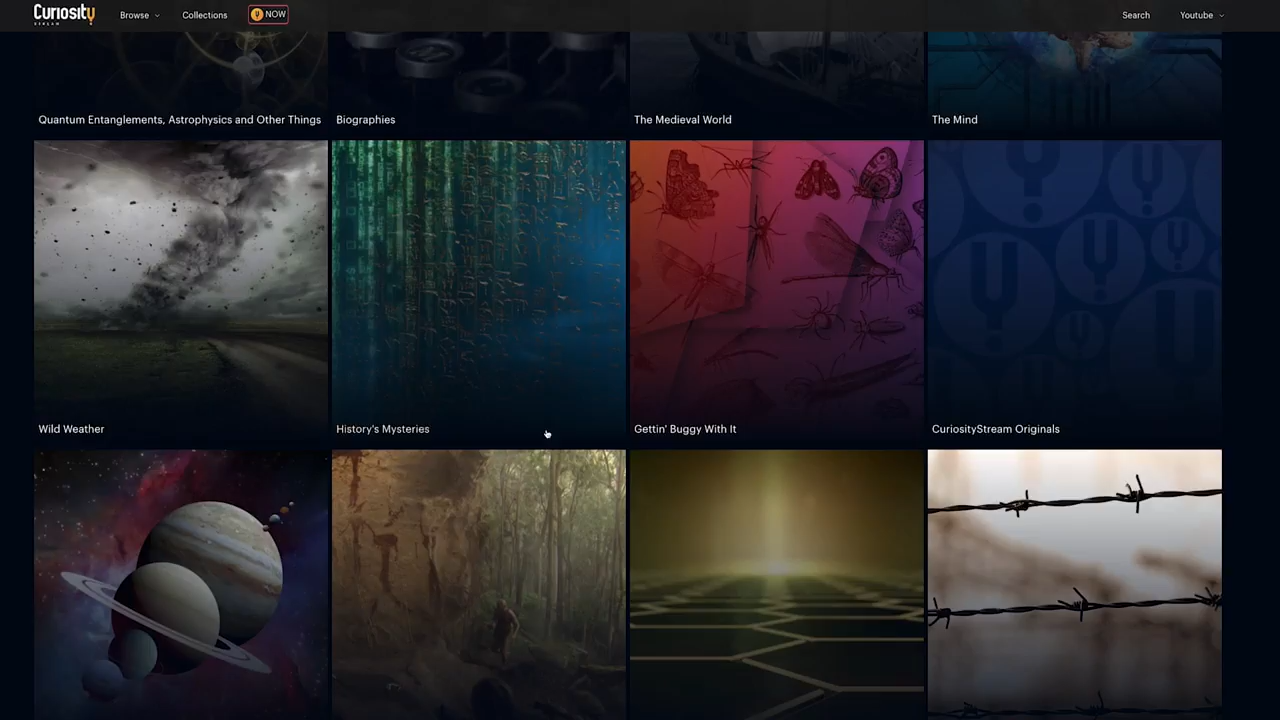 Curiosity
STREAM
Browse
Collections
NOW
Search
Youtube
Quantum Entanglements, Astrophysics and Other Things
Biographies
The Medieval World
The Mind
Wild Weather
History's Mysteries
Gettin' Buggy With It
CuriosityStream Originals